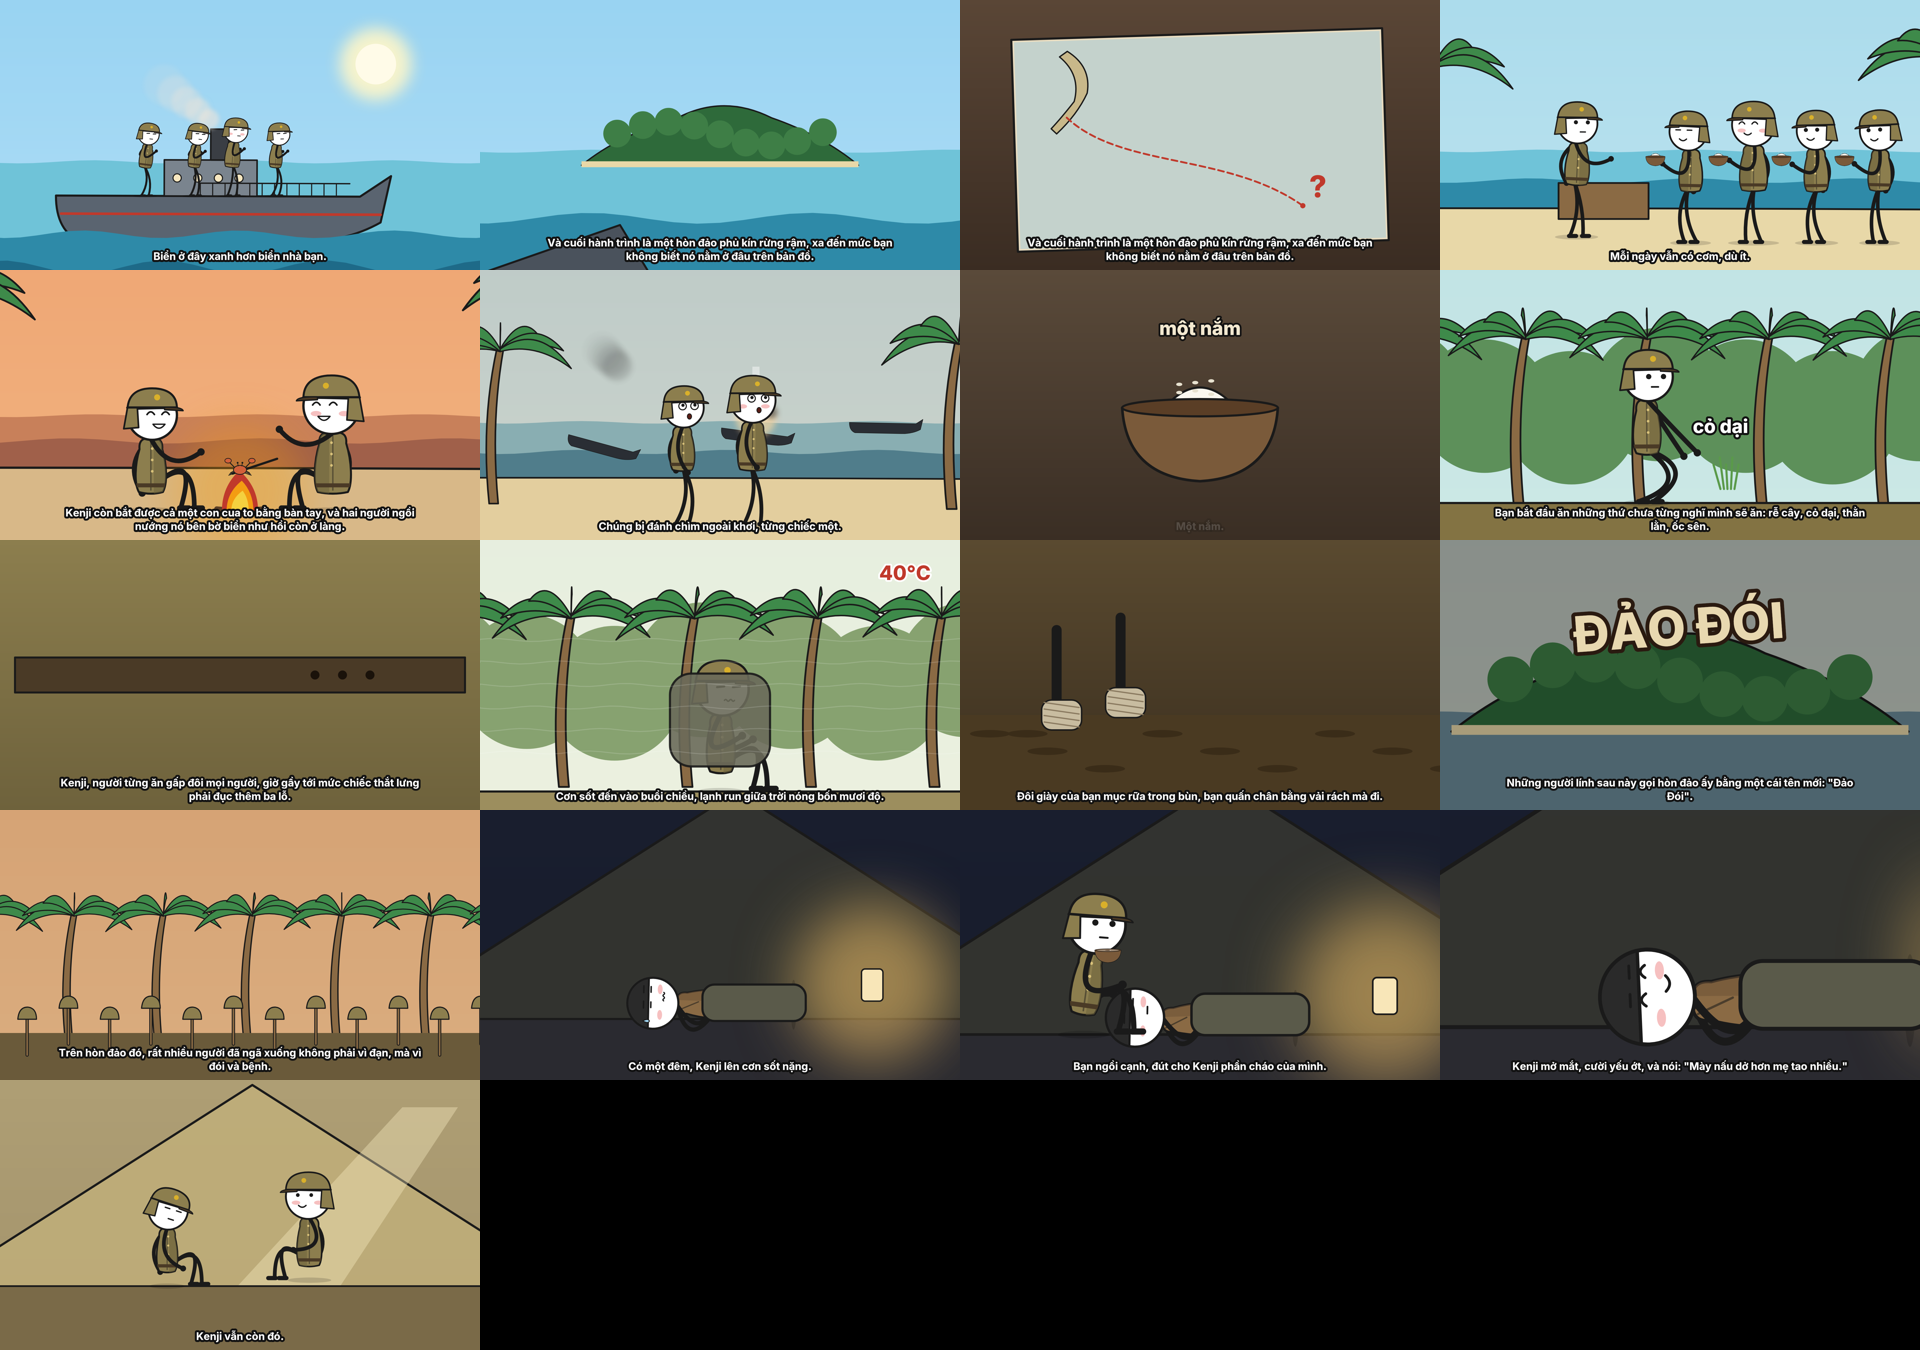 Biển ở đây xanh hơn biển nhà bạn.
Và cuối hành trình là một hòn đảo phủ kín rừng rậm, xa đến mức bạn
không biết nó nằm ở đâu trên bản đồ.
?
Và cuối hành trình là một hòn đảo phủ kín rừng rậm, xa đến mức bạn
không biết nó nằm ở đâu trên bản đồ.
Mỗi ngày vẫn có cơm, dù ít.
Kenji còn bắt được cả một con cua to bằng bàn tay, và hai người ngồi
nướng nó bên bờ biển như hồi còn ở làng.
Chúng bị đánh chìm ngoài khơi, từng chiếc một.
một nắm
Một nắm.
cỏ dại
Bạn bắt đầu ăn những thứ chưa từng nghĩ mình sẽ ăn: rễ cây, cỏ dại, thằn
lằn, ốc sên.
Kenji, người từng ăn gấp đôi mọi người, giờ gầy tới mức chiếc thắt lưng
phải đục thêm ba lỗ.
40°C
Cơn sốt đến vào buổi chiều, lạnh run giữa trời nóng bốn mươi độ.
Đôi giày của bạn mục rữa trong bùn, bạn quấn chân bằng vải rách mà đi.
ĐẢO ĐÓI
Những người lính sau này gọi hòn đảo ấy bằng một cái tên mới: "Đảo
Đói".
Trên hòn đảo đó, rất nhiều người đã ngã xuống không phải vì đạn, mà vì
đói và bệnh.
Có một đêm, Kenji lên cơn sốt nặng.
Bạn ngồi cạnh, đút cho Kenji phần cháo của mình.
Kenji mở mắt, cười yếu ớt, và nói: "Mày nấu dở hơn mẹ tao nhiều."
Kenji vẫn còn đó.